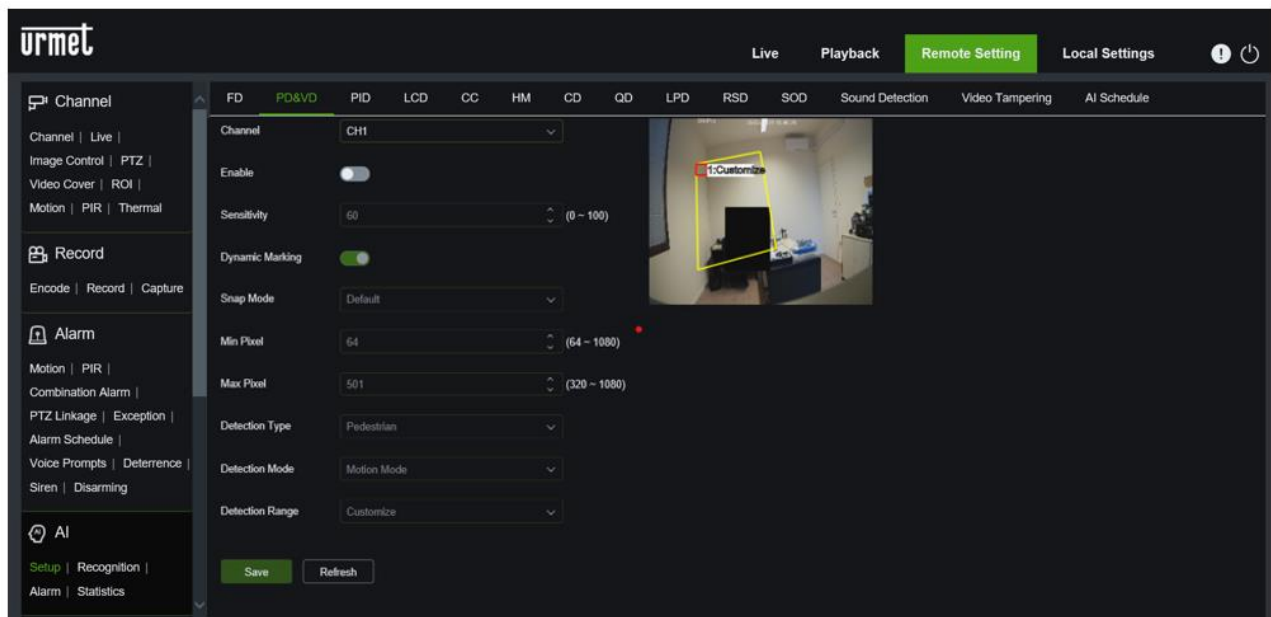 urmet
Live Playback Remote Setting Local Settings
Channel
Channel | Live |
Image Control | PTZ |
Video Cover | ROI |
Motion | PIR | Thermal
Record
Encode | Record | Capture
Alarm
Motion | PIR |
Combination Alarm |
PTZ Linkage | Exception |
Alarm Schedule |
Voice Prompts | Deterrence |
Siren | Disarming
AI
Setup | Recognition |
Alarm | Statistics
FD PD&VD PID LCD CC HM CD QD LPD RSD SOD Sound Detection Video Tampering AI Schedule
Channel CH1
Enable
Sensitivity 60 (0 ~ 100)
Dynamic Marking
Snap Mode Default
Min Pixel 64 (64 ~ 1080)
Max Pixel 501 (320 ~ 1080)
Detection Type Pedestrian
Detection Mode Motion Mode
Detection Range Customize
Save Refresh
1:Customize